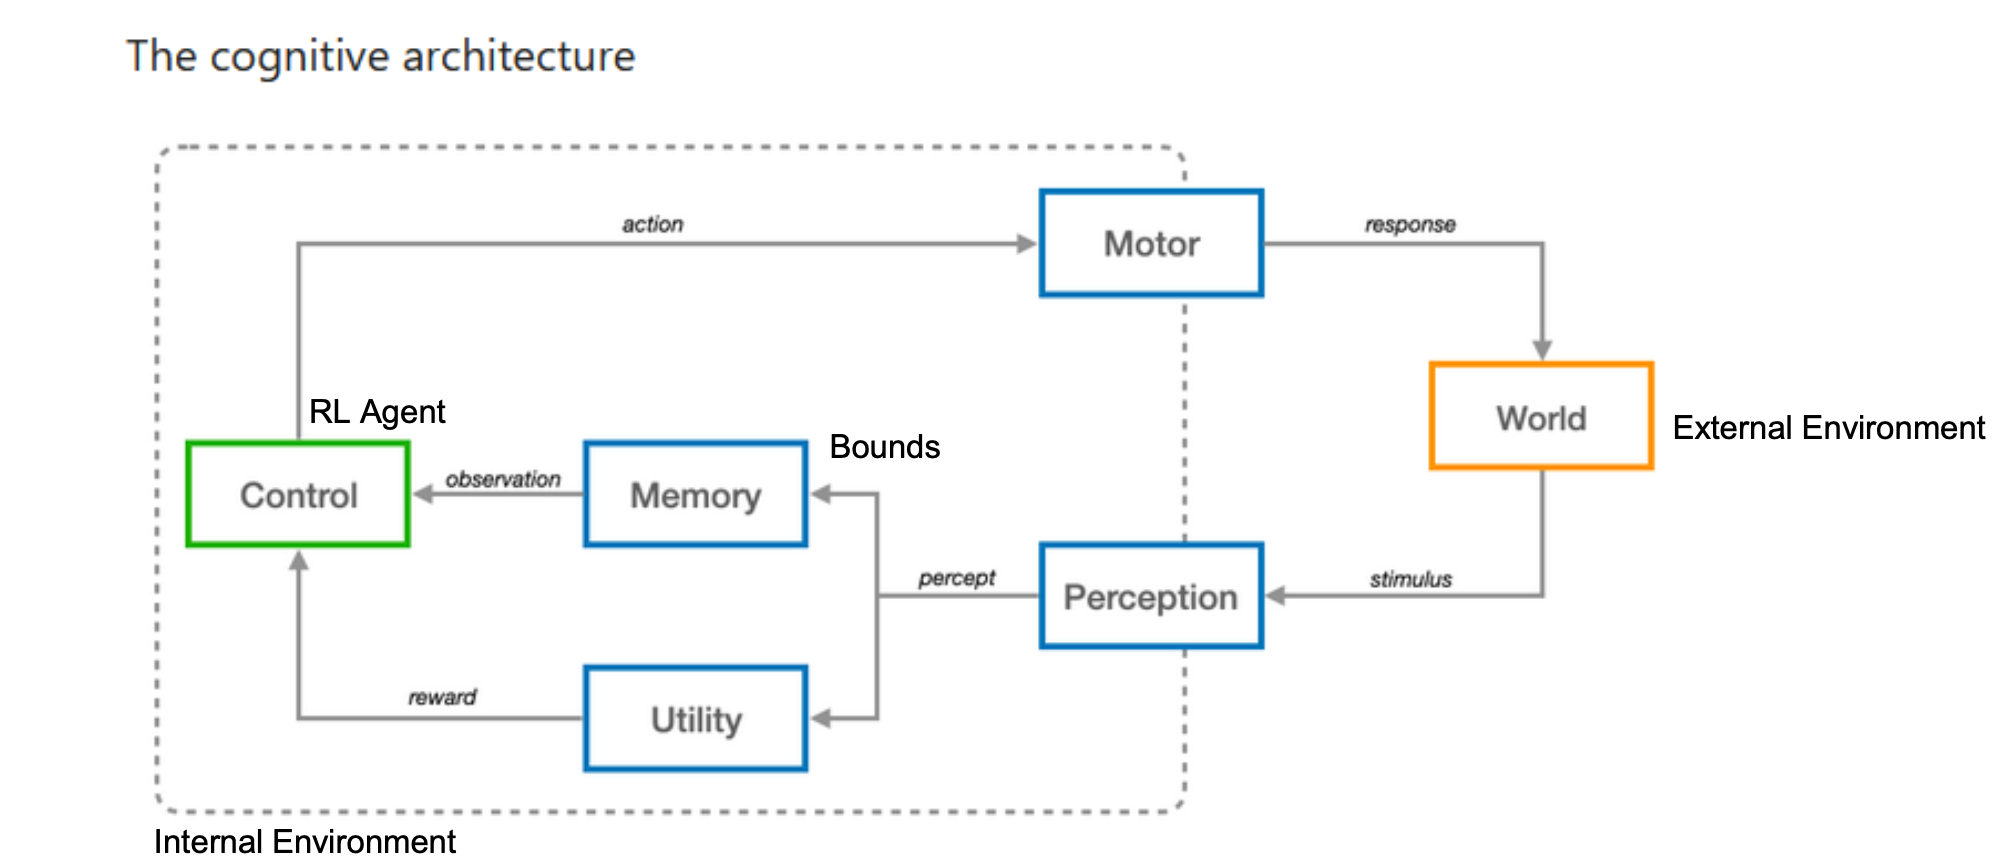 The cognitive architecture
action
Motor
response
RL Agent
World
External Environment
Bounds
Control
observation
Memory
percept
Perception
stimulus
reward
Utility
Internal Environment